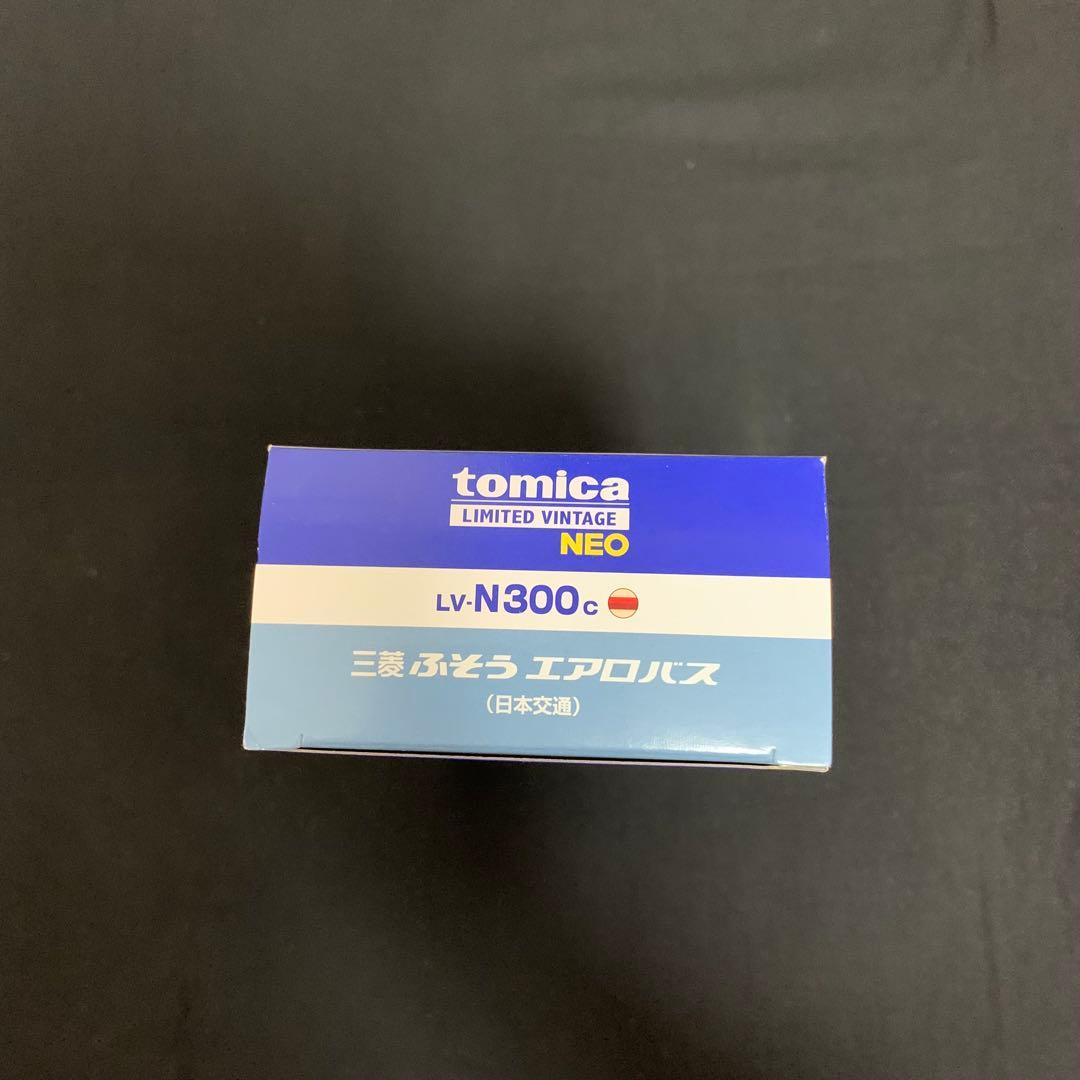 tomica
LIMITED VINTAGE
NEO
LV-N300c
三菱 ふそう エアロバス
(日本交通)